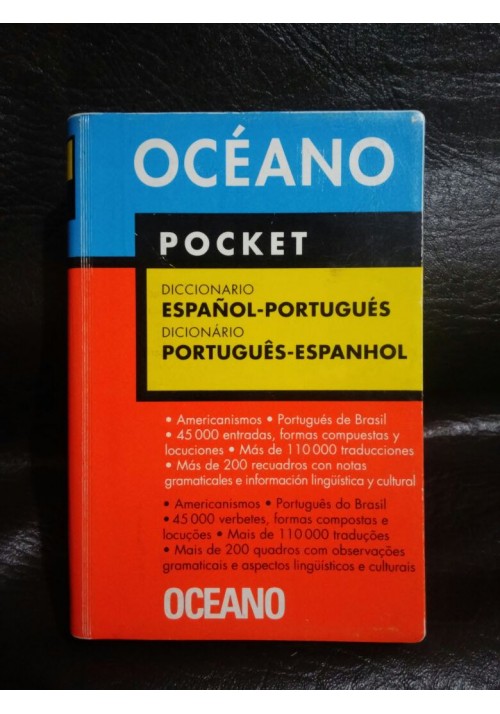 OCÉANO
POCKET
DICCIONARIO
ESPAÑOL-PORTUGUÉS
DICIONÁRIO
PORTUGUÊS-ESPANHOL
• Americanismos • Portugués de Brasil
• 45 000 entradas, formas compuestas y
locuciones • Más de 110 000 traducciones
• Más de 200 recuadros con notas
gramaticales e información lingüística y cultural
• Americanismos • Português do Brasil
• 45 000 verbetes, formas compostas e
locuções • Mais de 110 000 traduções
• Mais de 200 quadros com observações
gramaticais e aspectos lingüísticos e culturais
OCEANO